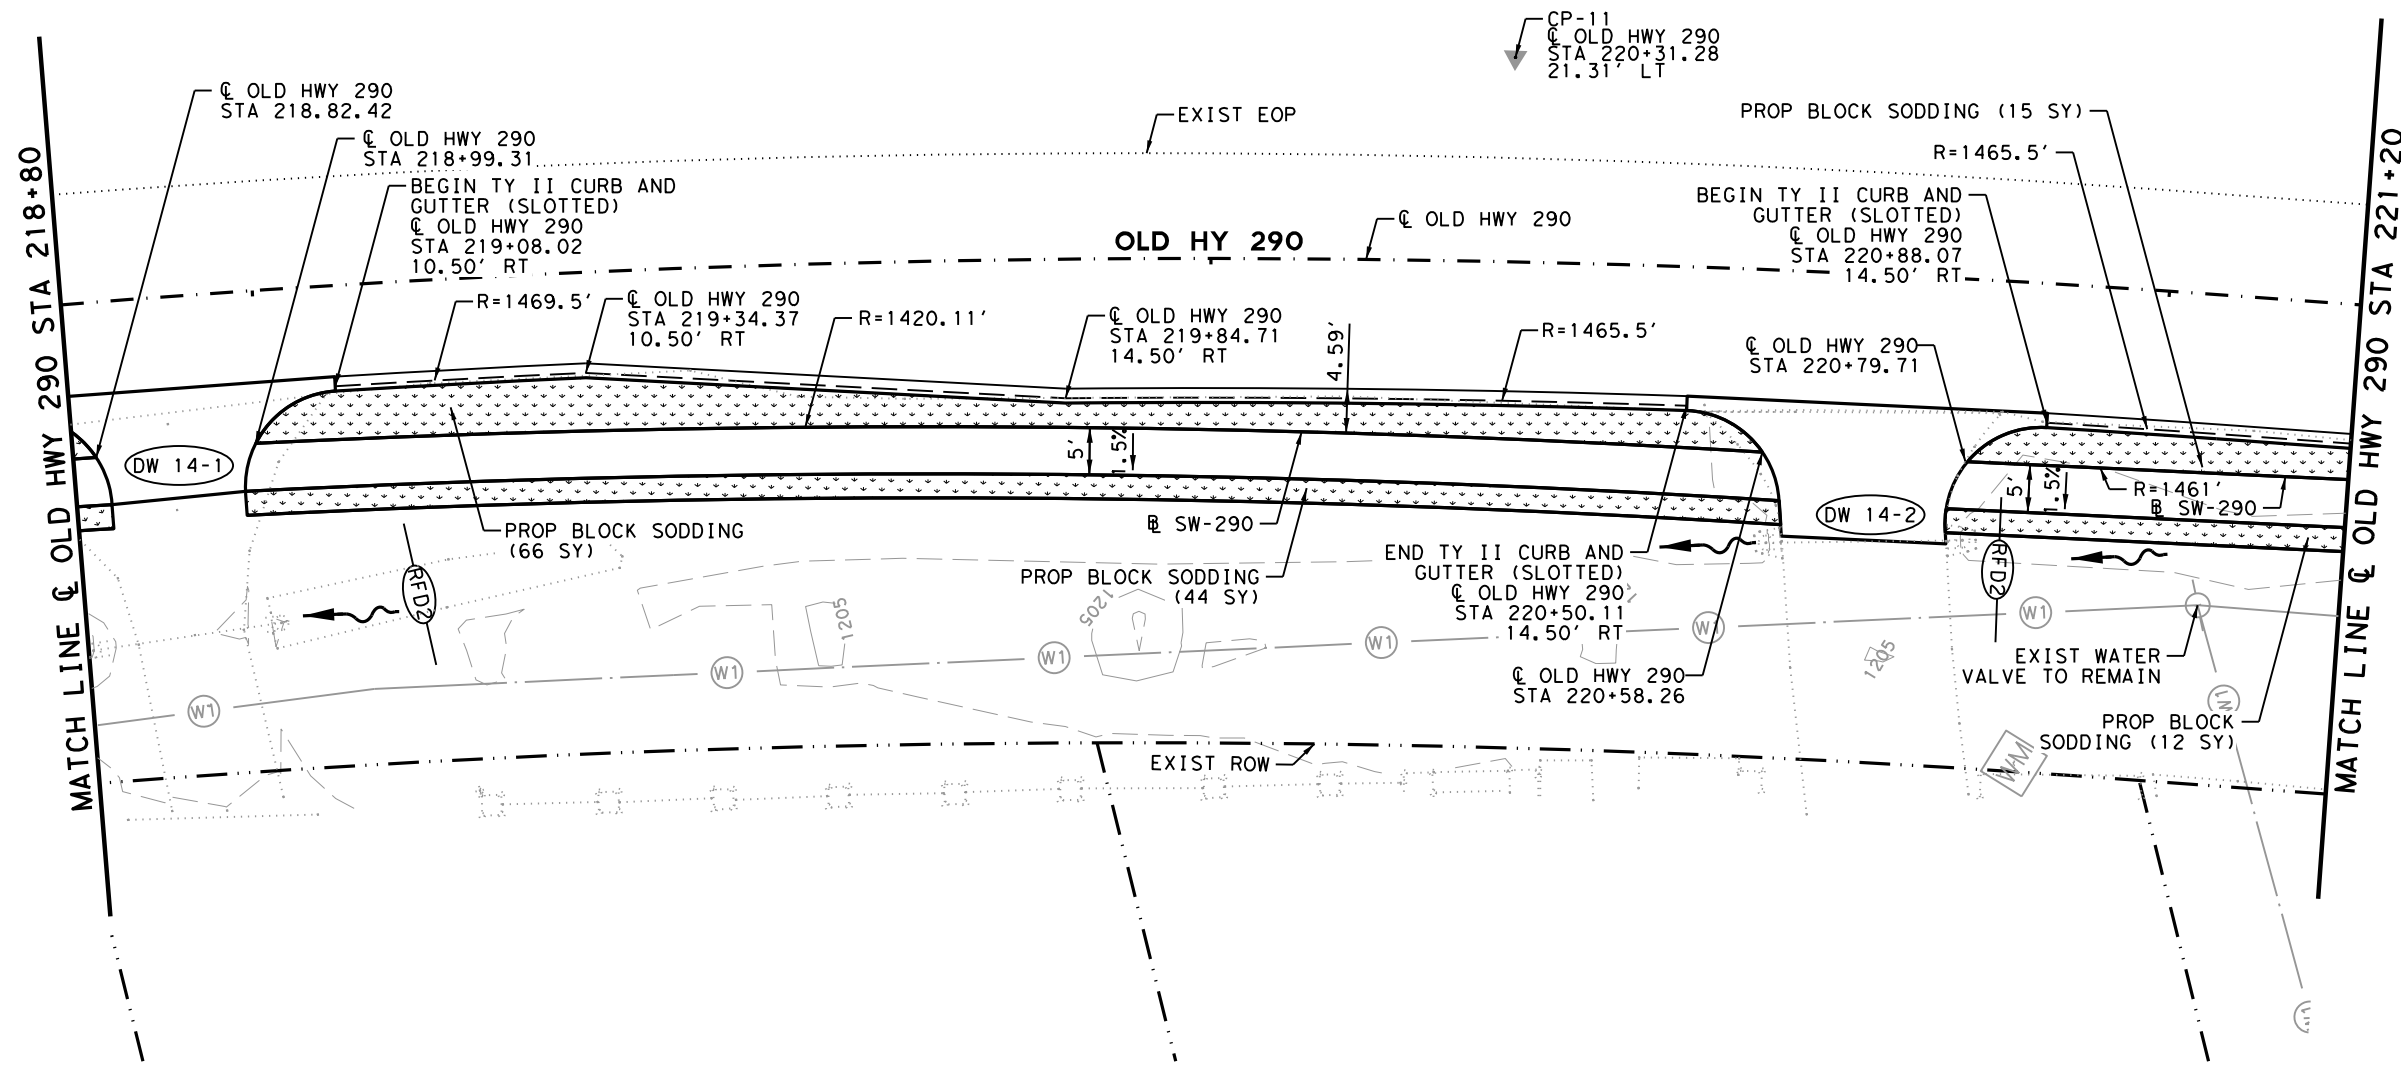 CP-11
℄ OLD HWY 290
STA 220+31.28
21.31' LT
℄ OLD HWY 290
STA 218.82.42
EXIST EOP
PROP BLOCK SODDING (15 SY)
℄ OLD HWY 290
STA 218+99.31
R=1465.5'
BEGIN TY II CURB AND
GUTTER (SLOTTED)
℄ OLD HWY 290
STA 219+08.02
10.50' RT
BEGIN TY II CURB AND
GUTTER (SLOTTED)
℄ OLD HWY 290
STA 220+88.07
14.50' RT
OLD HY 290
℄ OLD HWY 290
R=1469.5'
℄ OLD HWY 290
STA 219+34.37
10.50' RT
R=1420.11'
℄ OLD HWY 290
STA 219+84.71
14.50' RT
4.59'
R=1465.5'
℄ OLD HWY 290
STA 220+79.71
MATCH LINE ℄ OLD HWY 290 STA 218+80
MATCH LINE ℄ OLD HWY 290 STA 221+20
DW 14-1
5'
1.5%
5'
1.5%
R=1461'
BL SW-290
DW 14-2
PROP BLOCK SODDING
(66 SY)
BL SW-290
RFD2
RFD2
PROP BLOCK SODDING
(44 SY)
END TY II CURB AND
GUTTER (SLOTTED)
℄ OLD HWY 290
STA 220+50.11
14.50' RT
℄ OLD HWY 290
STA 220+58.26
1205
1205
1205
W1
W1
W1
W1
W1
W1
W1
EXIST WATER
VALVE TO REMAIN
PROP BLOCK
SODDING (12 SY)
EXIST ROW
WM